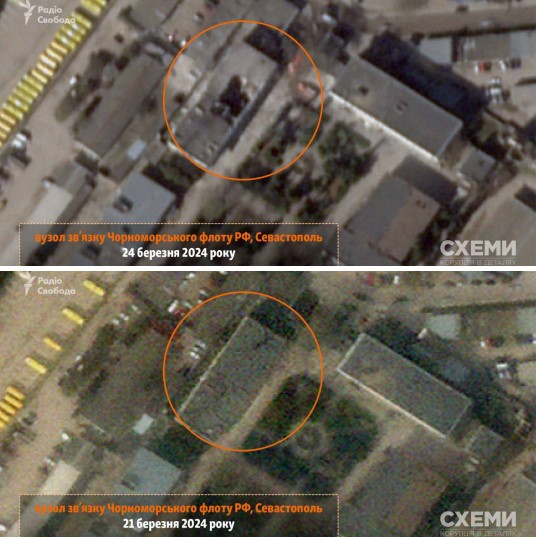 Радіо
Свобода
вузол зв'язку Чорноморського флоту РФ, Севастополь
24 березня 2024 року
СХЕМИ
КОРУПЦІЯ В ДЕТАЛЯХ
Радіо
Свобода
вузол зв'язку Чорноморського флоту РФ, Севастополь
21 березня 2024 року
СХЕМИ
КОРУПЦІЯ В ДЕТАЛЯХ